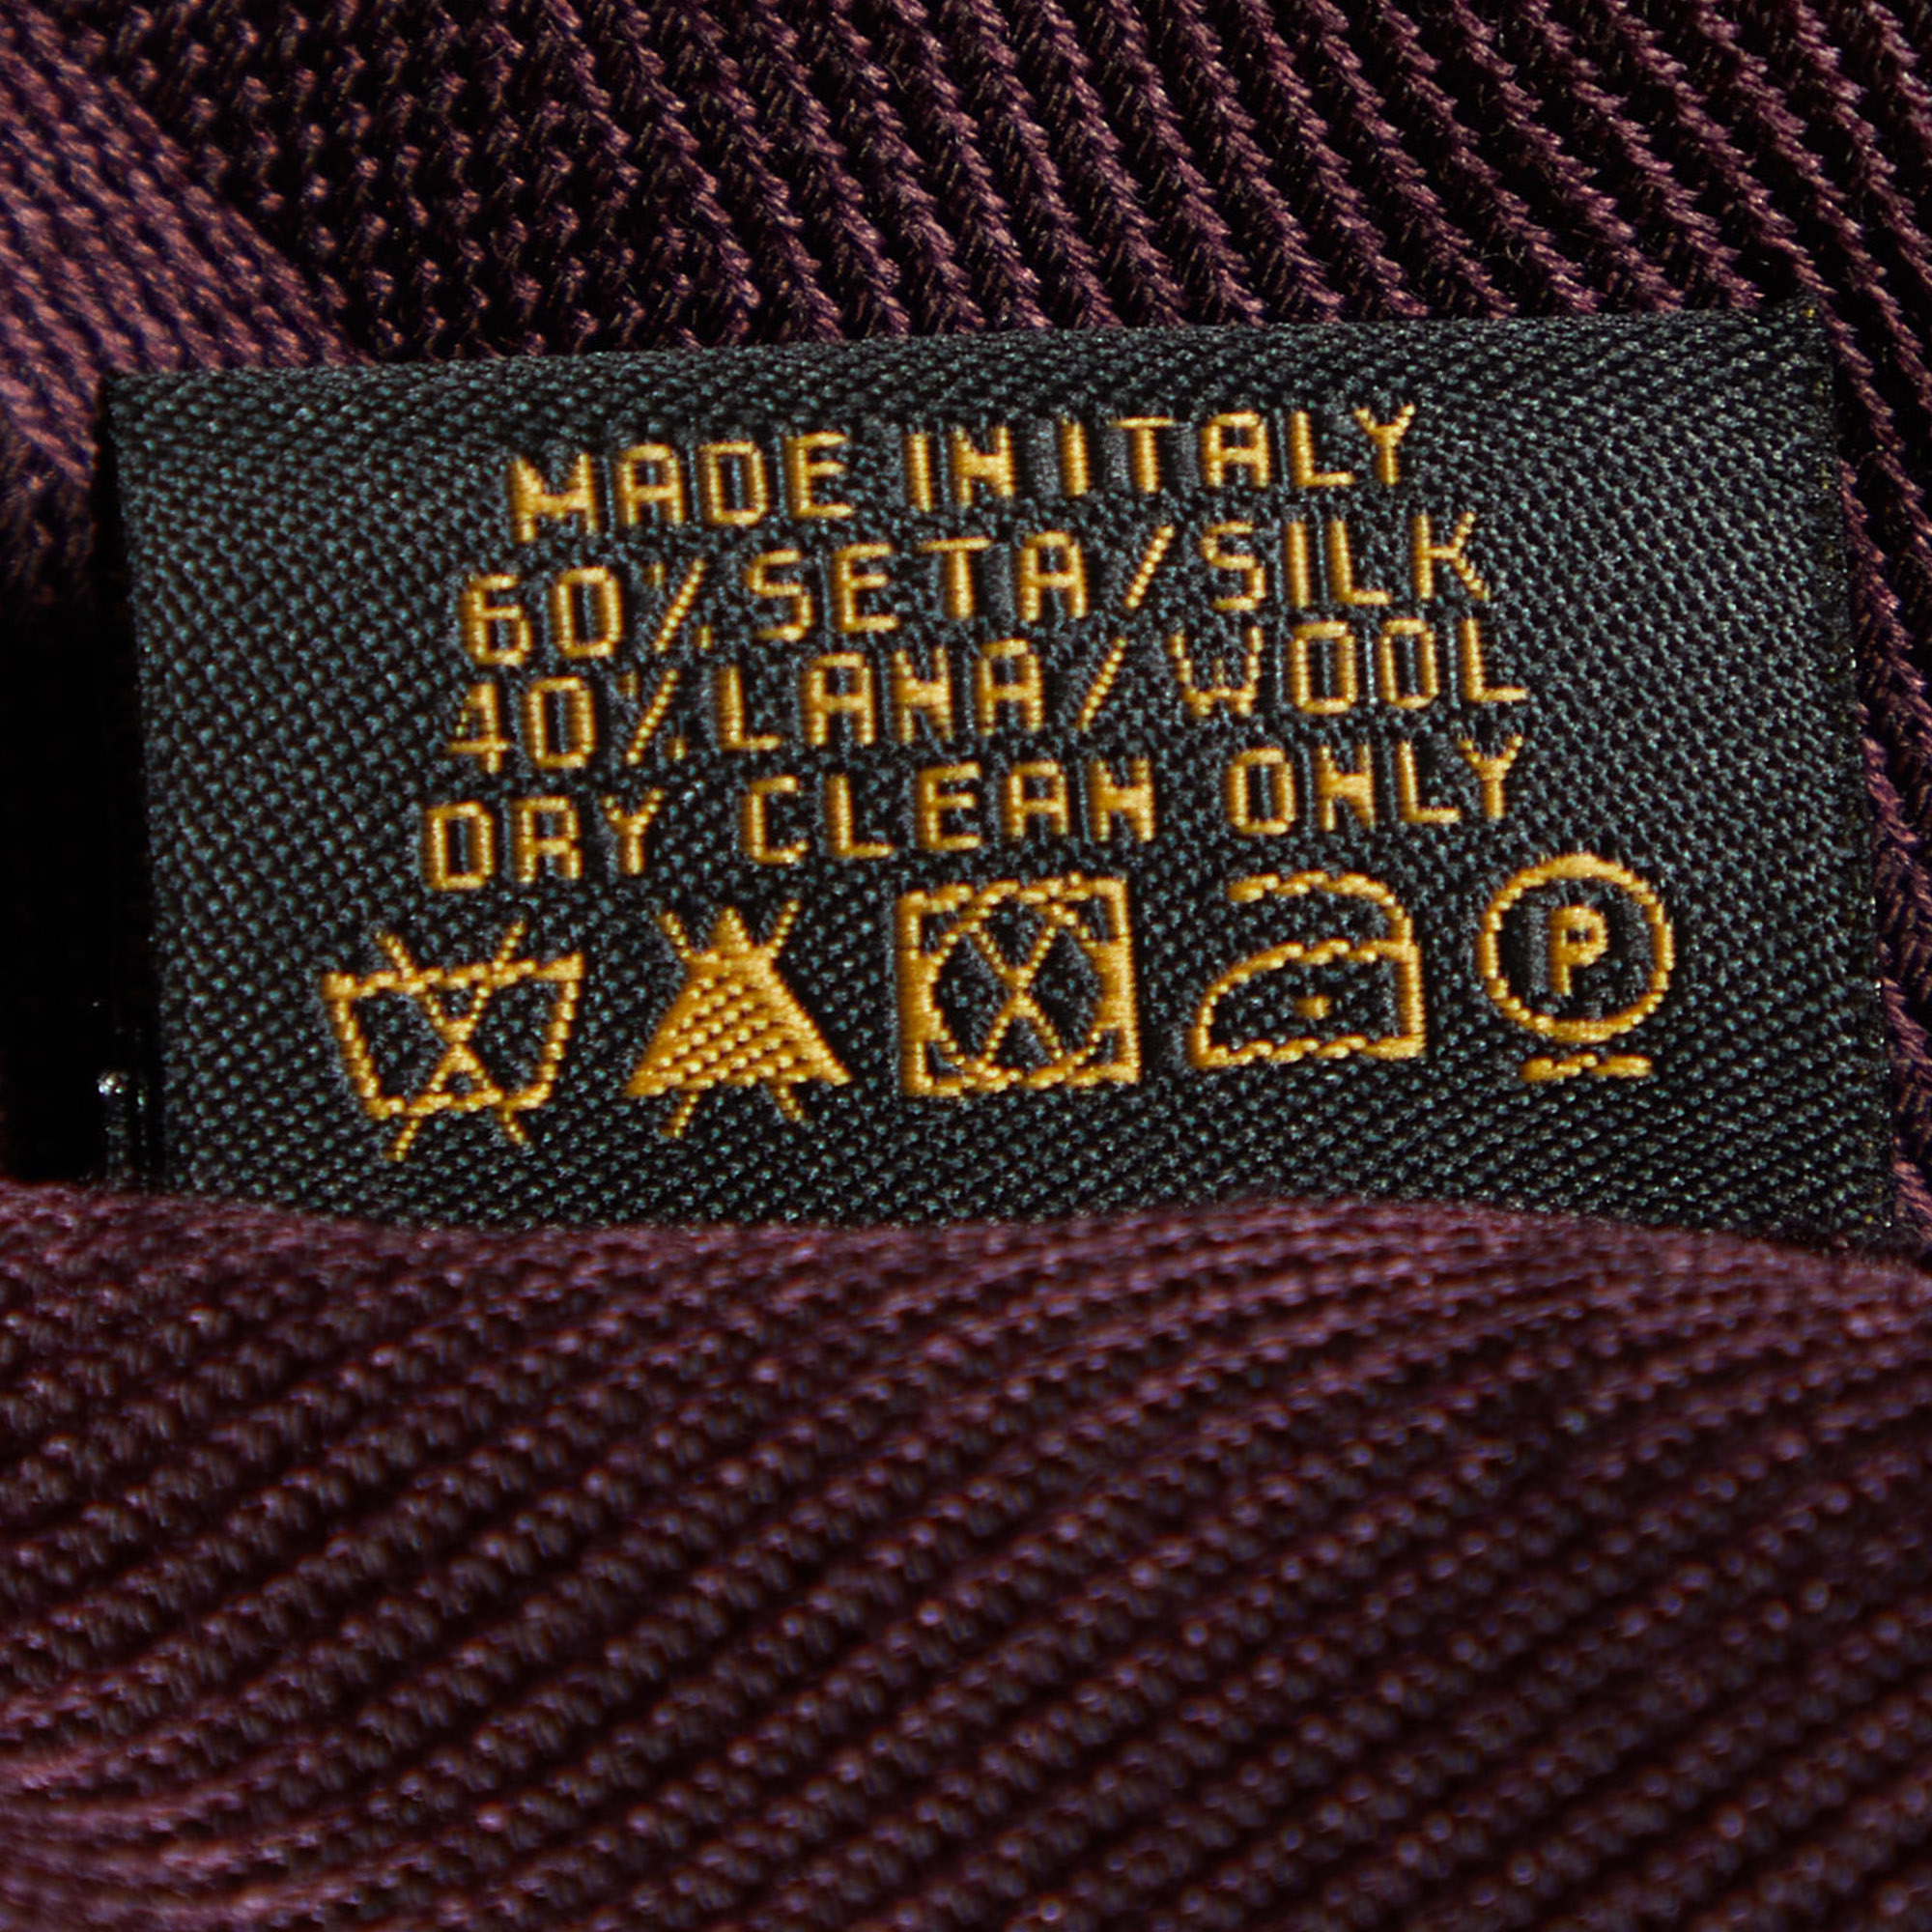 MADE IN ITALY
60% SETA/SILK
40% LANA/WOOL
DRY CLEAN ONLY
P